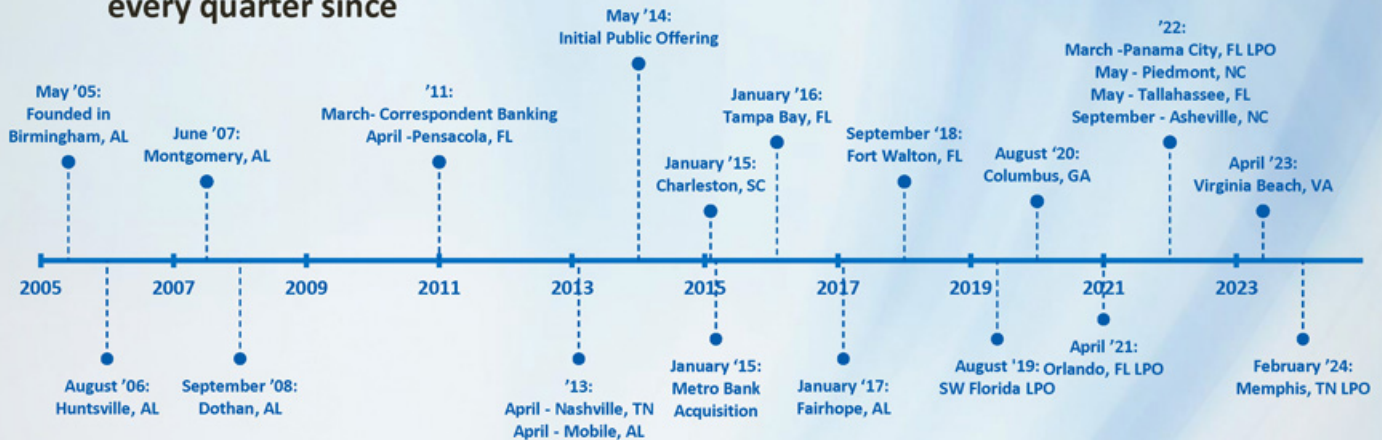 every quarter since
May '05:
Founded in
Birmingham, AL
June '07:
Montgomery, AL
'11:
March- Correspondent Banking
April -Pensacola, FL
May '14:
Initial Public Offering
January '15:
Charleston, SC
January '16:
Tampa Bay, FL
September ‘18:
Fort Walton, FL
August ‘20:
Columbus, GA
'22:
March -Panama City, FL LPO
May - Piedmont, NC
May - Tallahassee, FL
September - Asheville, NC
April '23:
Virginia Beach, VA
2005 2007 2009 2011 2013 2015 2017 2019 2021 2023
August '06:
Huntsville, AL
September '08:
Dothan, AL
'13:
April - Nashville, TN
April - Mobile, AL
January ‘15:
Metro Bank
Acquisition
January ‘17:
Fairhope, AL
August '19:
SW Florida LPO
April '21:
Orlando, FL LPO
February '24:
Memphis, TN LPO